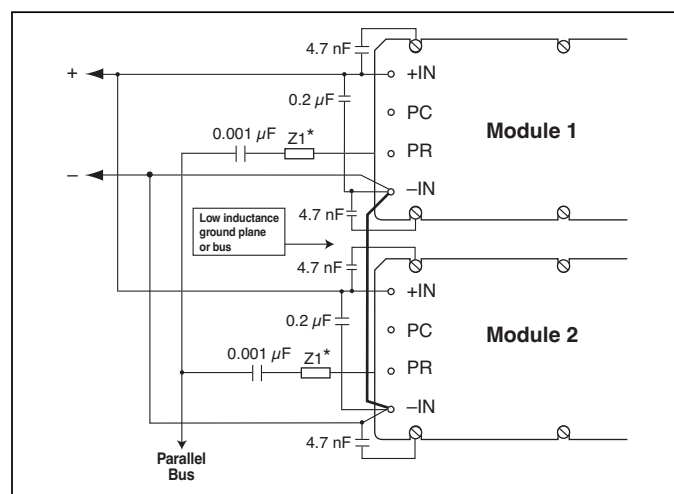 4.7 nF
+
+IN
0.2 µF
PC
Module 1
0.001 µF
Z1*
PR
–
–IN
4.7 nF
Low inductance
ground plane
or bus
4.7 nF
+IN
0.2 µF
PC
Module 2
0.001 µF
Z1*
PR
–IN
4.7 nF
Parallel
Bus